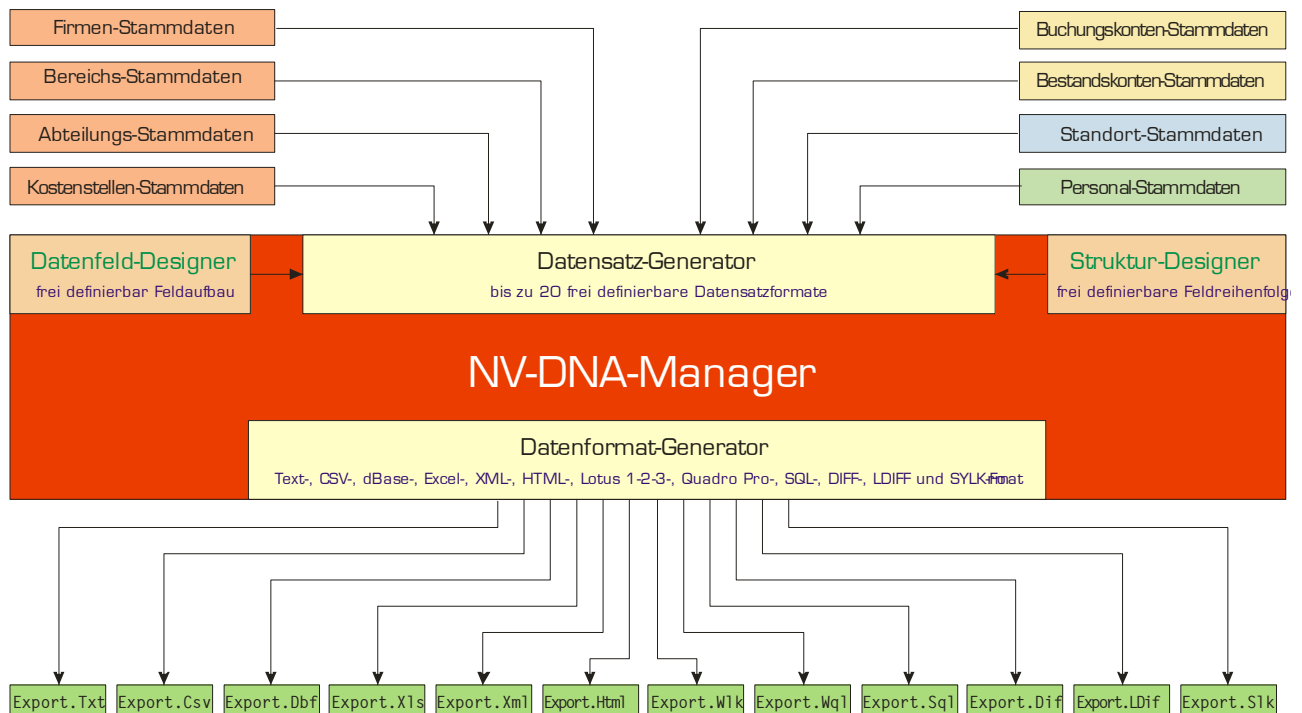 Firmen-Stammdaten
Buchungskonten-Stammdaten
Bereichs-Stammdaten
Bestandskonten-Stammdaten
Abteilungs-Stammdaten
Standort-Stammdaten
Kostenstellen-Stammdaten
Personal-Stammdaten
Datenfeld-Designer
frei definierbar Feldaufbau
Datensatz-Generator
bis zu 20 frei definierbare Datensatzformate
Struktur-Designer
frei definierbare Feldreihenfolge
NV-DNA-Manager
Datenformat-Generator
Text-, CSV-, dBase-, Excel-, XML-, HTML-, Lotus 1-2-3-, Quadro Pro-, SQL-, DIFF-, LDIFF und
Export.Txt
Export.Csv
Export.Dbf
Export.Xls
Export.Xml
Export.Html
Export.Wlk
Export.Wql
Export.Sql
Export.Dif
Export.LDif
Export.Slk